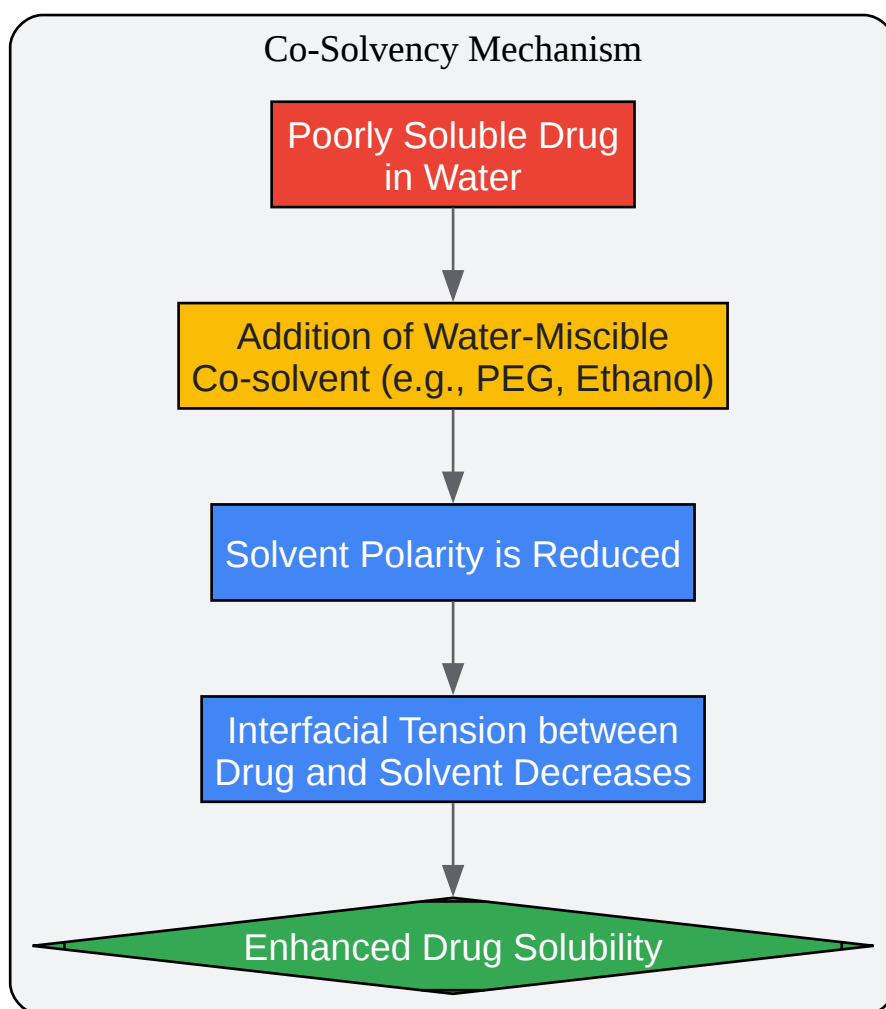 Co-Solvency Mechanism
Poorly Soluble Drug
in Water
Addition of Water-Miscible
Co-solvent (e.g., PEG, Ethanol)
Solvent Polarity is Reduced
Interfacial Tension between
Drug and Solvent Decreases
Enhanced Drug Solubility